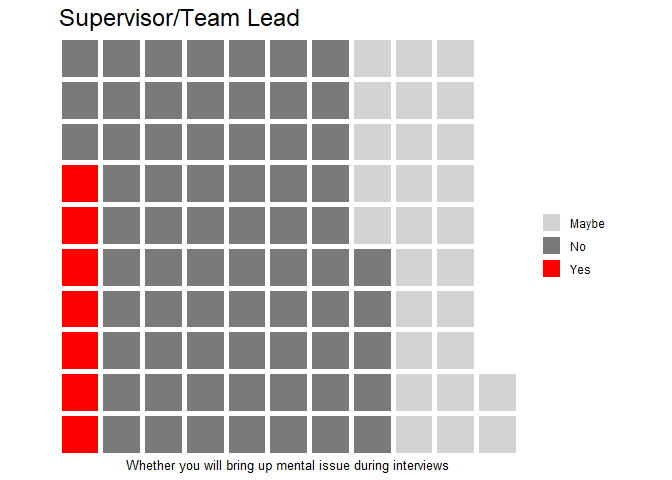 Supervisor/Team Lead
Maybe
No
Yes
Whether you will bring up mental issue during interviews